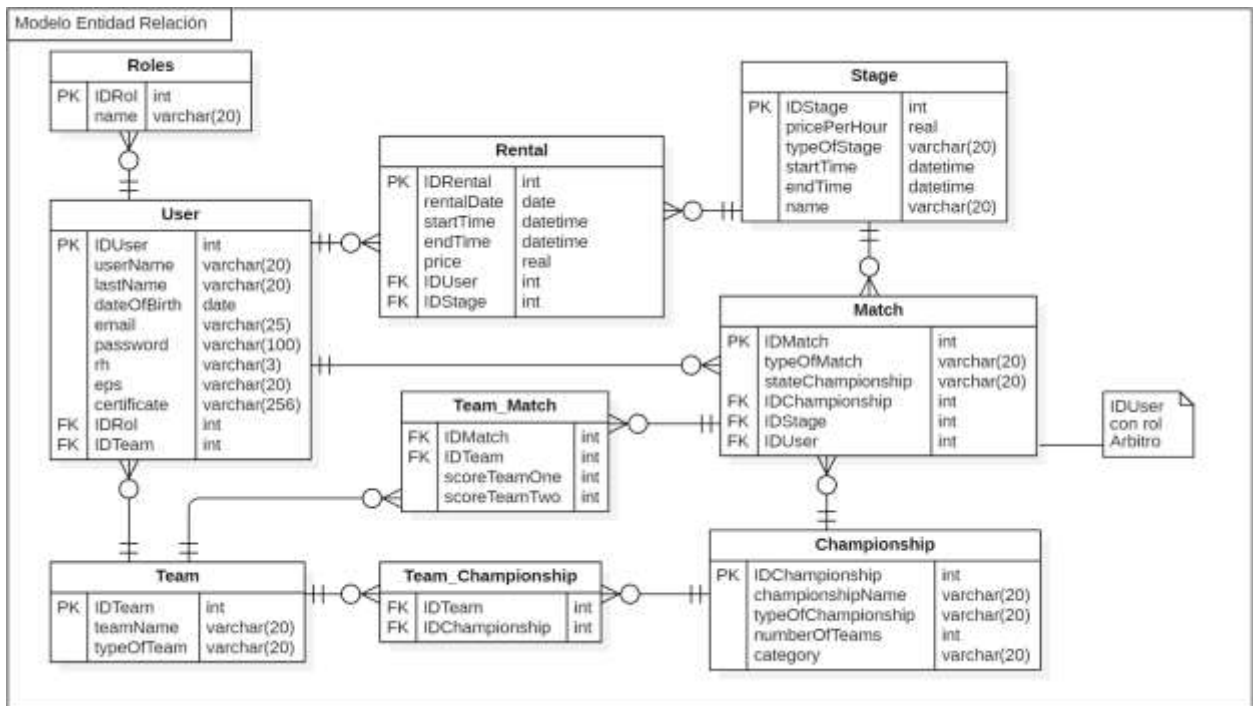 Modelo Entidad Relación
Roles
PK IDRol int
name varchar(20)
Stage
PK IDStage int
pricePerHour real
typeOfStage varchar(20)
startTime datetime
endTime datetime
name varchar(20)
Rental
PK IDRental int
rentalDate date
startTime datetime
endTime datetime
price real
FK IDUser int
FK IDStage int
User
PK IDUser int
userName varchar(20)
lastName varchar(20)
dateOfBirth date
email varchar(25)
password varchar(100)
rh varchar(3)
eps varchar(20)
certificate varchar(256)
FK IDRol int
FK IDTeam int
Match
PK IDMatch int
typeOfMatch varchar(20)
stateChampionship varchar(20)
FK IDChampionship int
FK IDStage int
FK IDUser int
IDUser
con rol
Arbitro
Team_Match
FK IDMatch int
FK IDTeam int
scoreTeamOne int
scoreTeamTwo int
Team
PK IDTeam int
teamName varchar(20)
typeOfTeam varchar(20)
Team_Championship
FK IDTeam int
FK IDChampionship int
Championship
PK IDChampionship int
championshipName varchar(20)
typeOfChampionship varchar(20)
numberOfTeams int
category varchar(20)